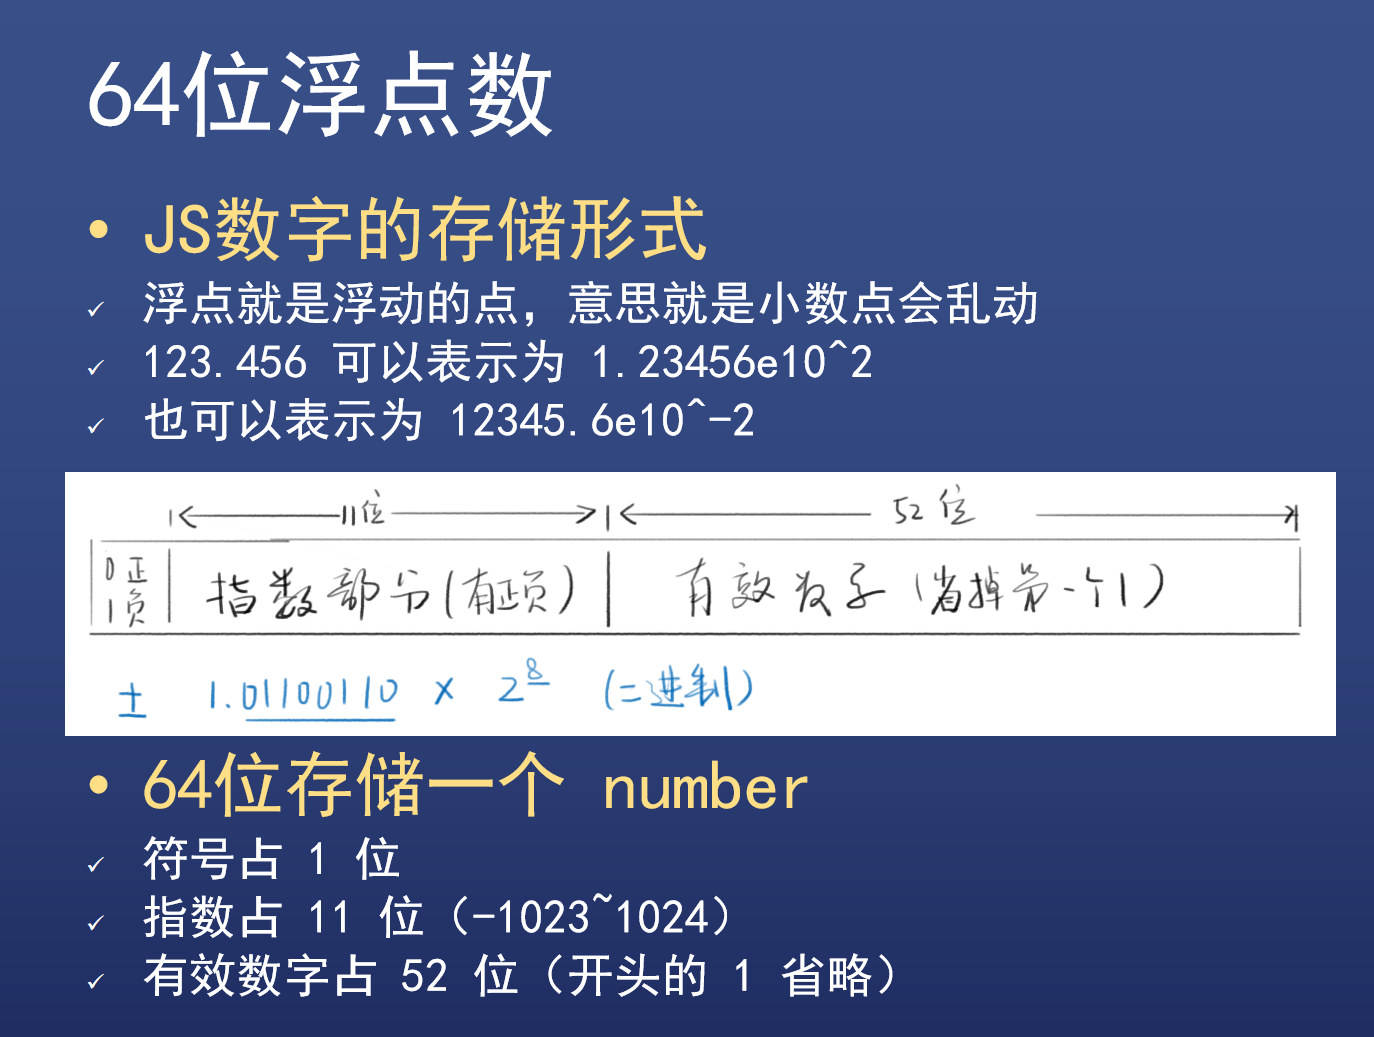 64位浮点数
• JS数字的存储形式
✓ 浮点就是浮动的点，意思就是小数点会乱动
✓ 123.456 可以表示为 1.23456e10^2
✓ 也可以表示为 12345.6e10^-2
11位 52位
0正 1负 指数部分(有正负) 有效数字(省掉第一个1)
± 1.01100110 × 2^8 (二进制)
• 64位存储一个 number
✓ 符号占 1 位
✓ 指数占 11 位（-1023~1024）
✓ 有效数字占 52 位（开头的 1 省略）